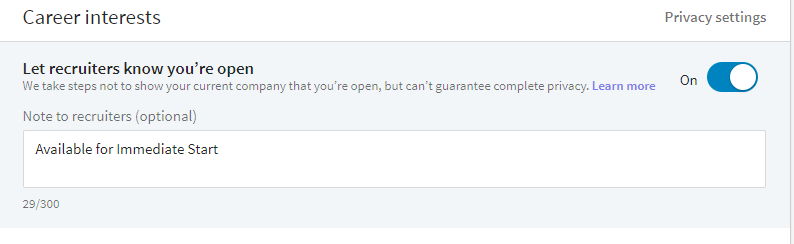 Career interests
Privacy settings
Let recruiters know you’re open
We take steps not to show your current company that you’re open, but can’t guarantee complete privacy. Learn more
On
Note to recruiters (optional)
Available for Immediate Start
29/300